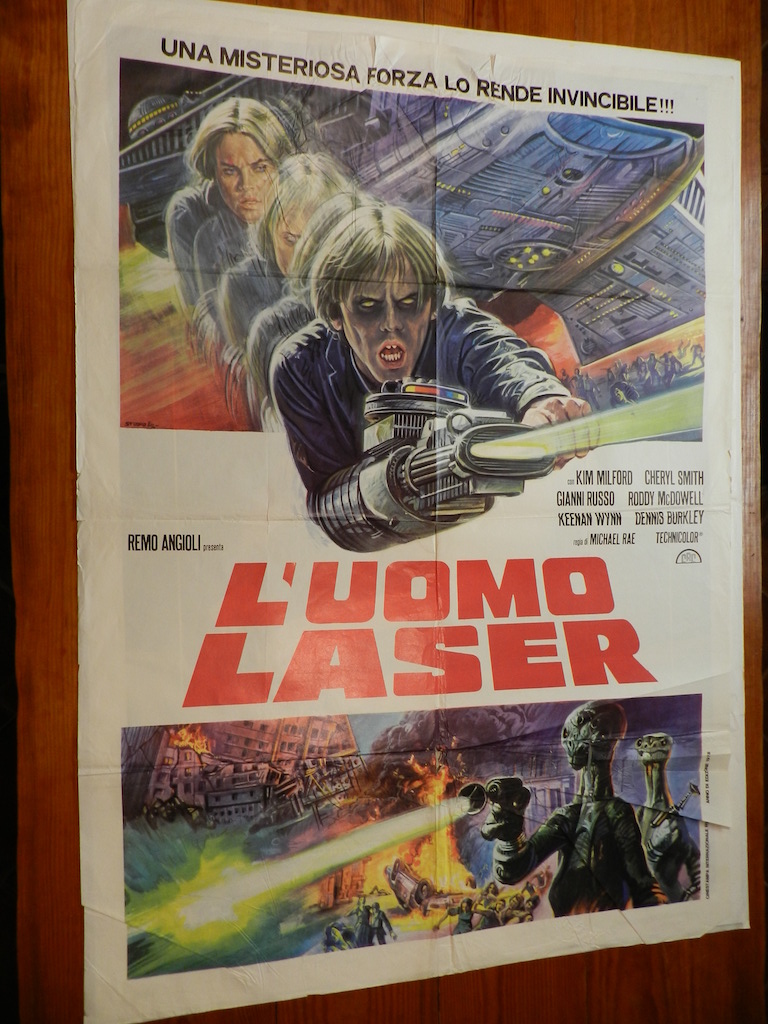 UNA MISTERIOSA FORZA LO RENDE INVINCIBILE!!!
con KIM MILFORD CHERYL SMITH
GIANNI RUSSO RODDY McDOWELL
KEENAN WYNN DENNIS BURKLEY
regia di MICHAEL RAE TECHNICOLOR®
REMO ANGIOLI presenta
L'UOMO
LASER